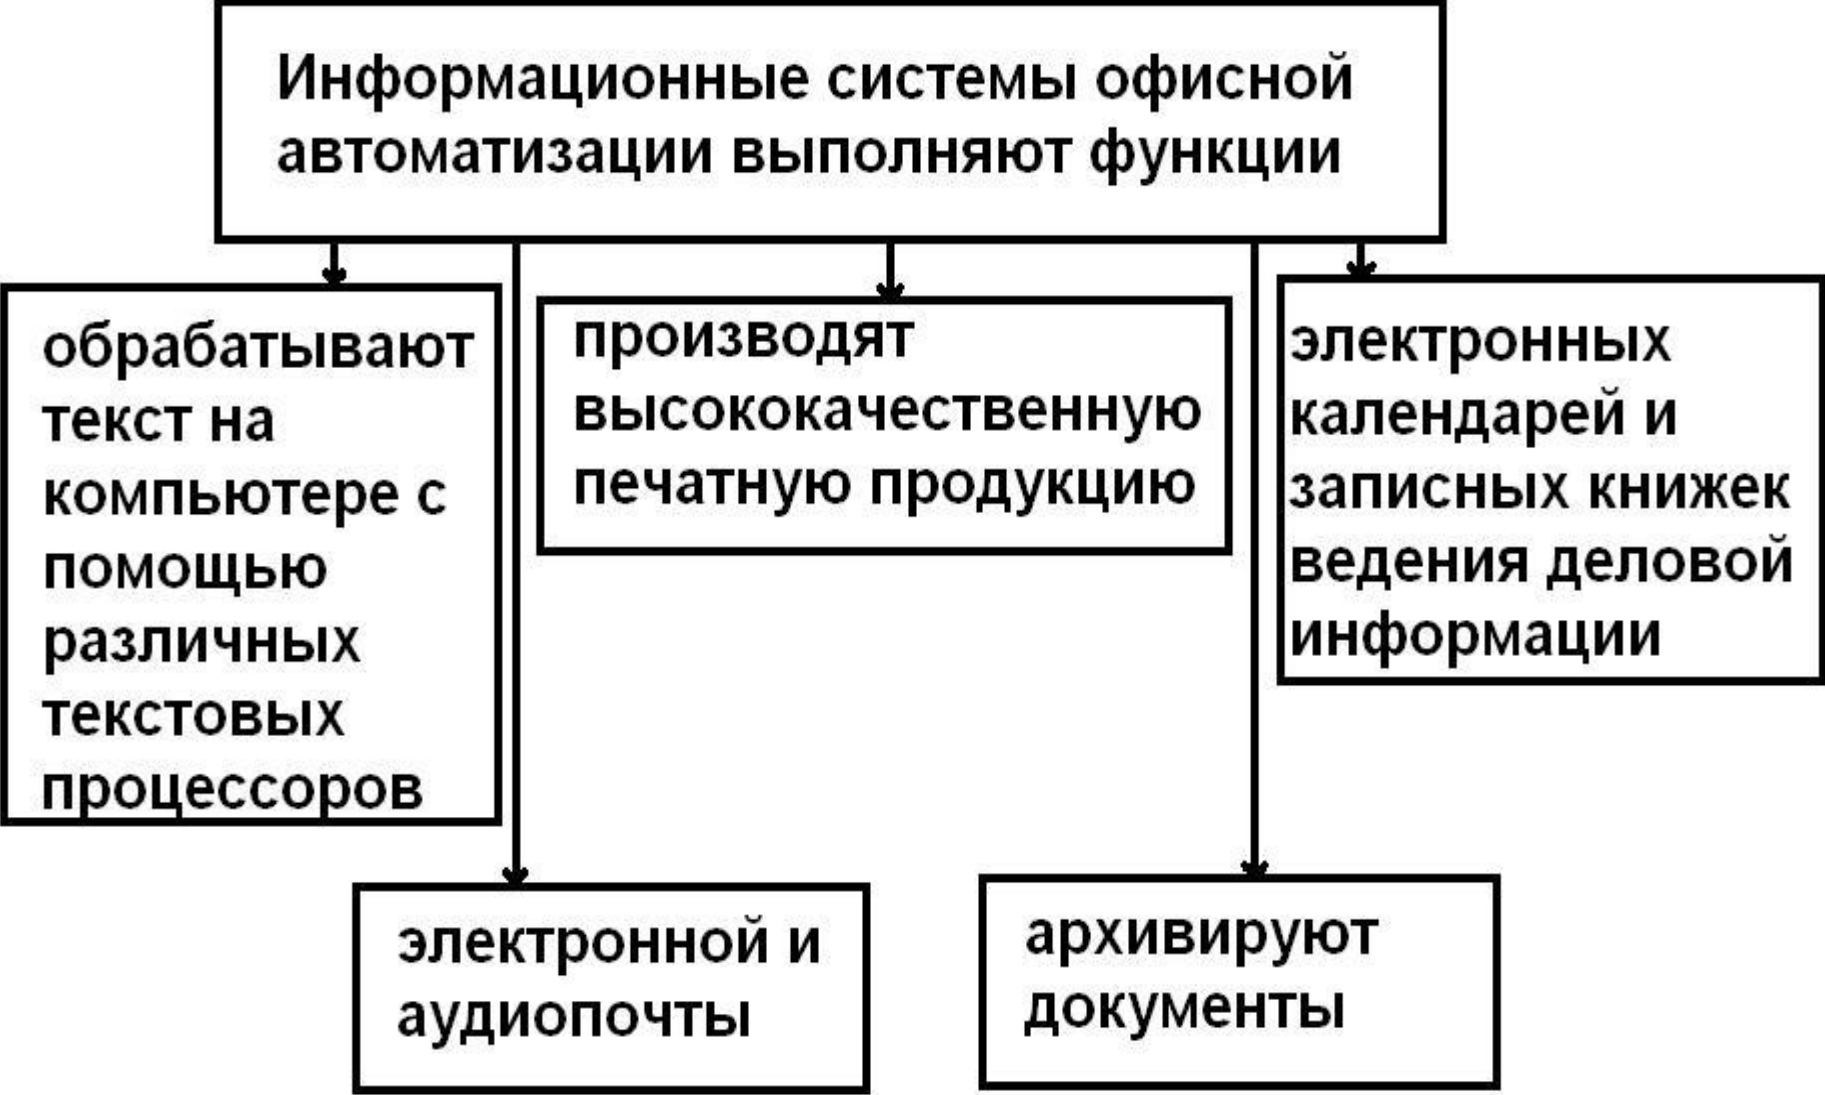 Информационные системы офисной
автоматизации выполняют функции
обрабатывают
текст на
компьютере с
помощью
различных
текстовых
процессоров
производят
высококачественную
печатную продукцию
электронных
календарей и
записных книжек
ведения деловой
информации
электронной и
аудиопочты
архивируют
документы